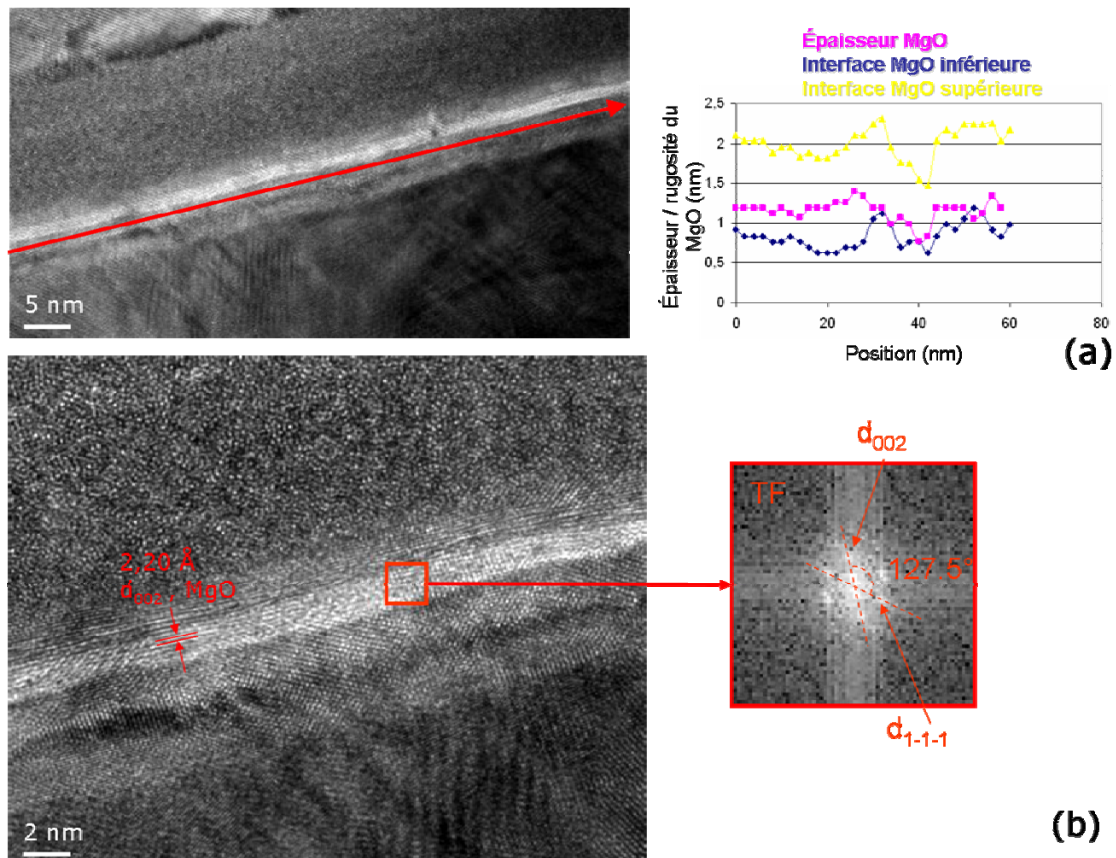 5 nm
Épaisseur MgO
Interface MgO inférieure
Interface MgO supérieure
Épaisseur / rugosité du
MgO (nm)
2,5
2
1,5
1
0,5
0
0
20
40
60
80
Position (nm)
(a)
2,20 Å
d002 , MgO
2 nm
d002
TF
127.5°
d1-1-1
(b)